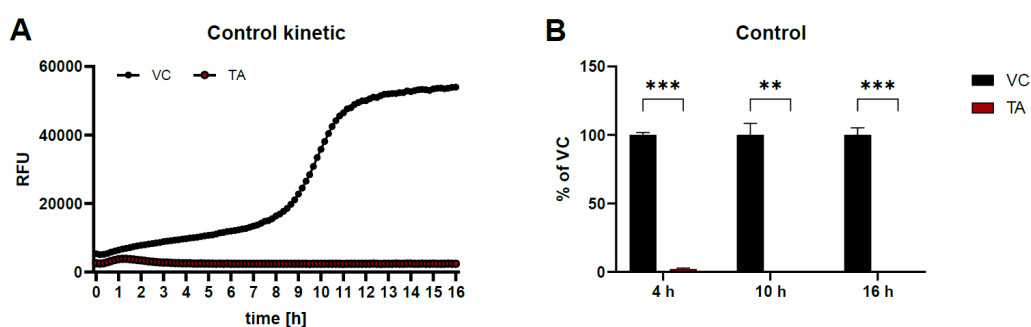 A
Control kinetic
VC TA
60000
40000
20000
0
RFU
0 1 2 3 4 5 6 7 8 9 10 11 12 13 14 15 16
time [h]
B
Control
150
100
50
0
% of VC
*** ** ***
4 h 10 h 16 h
VC
TA